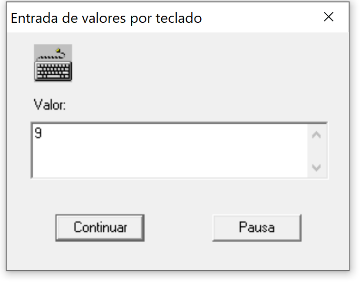 Entrada de valores por teclado
Valor:
9
Continuar
Pausa